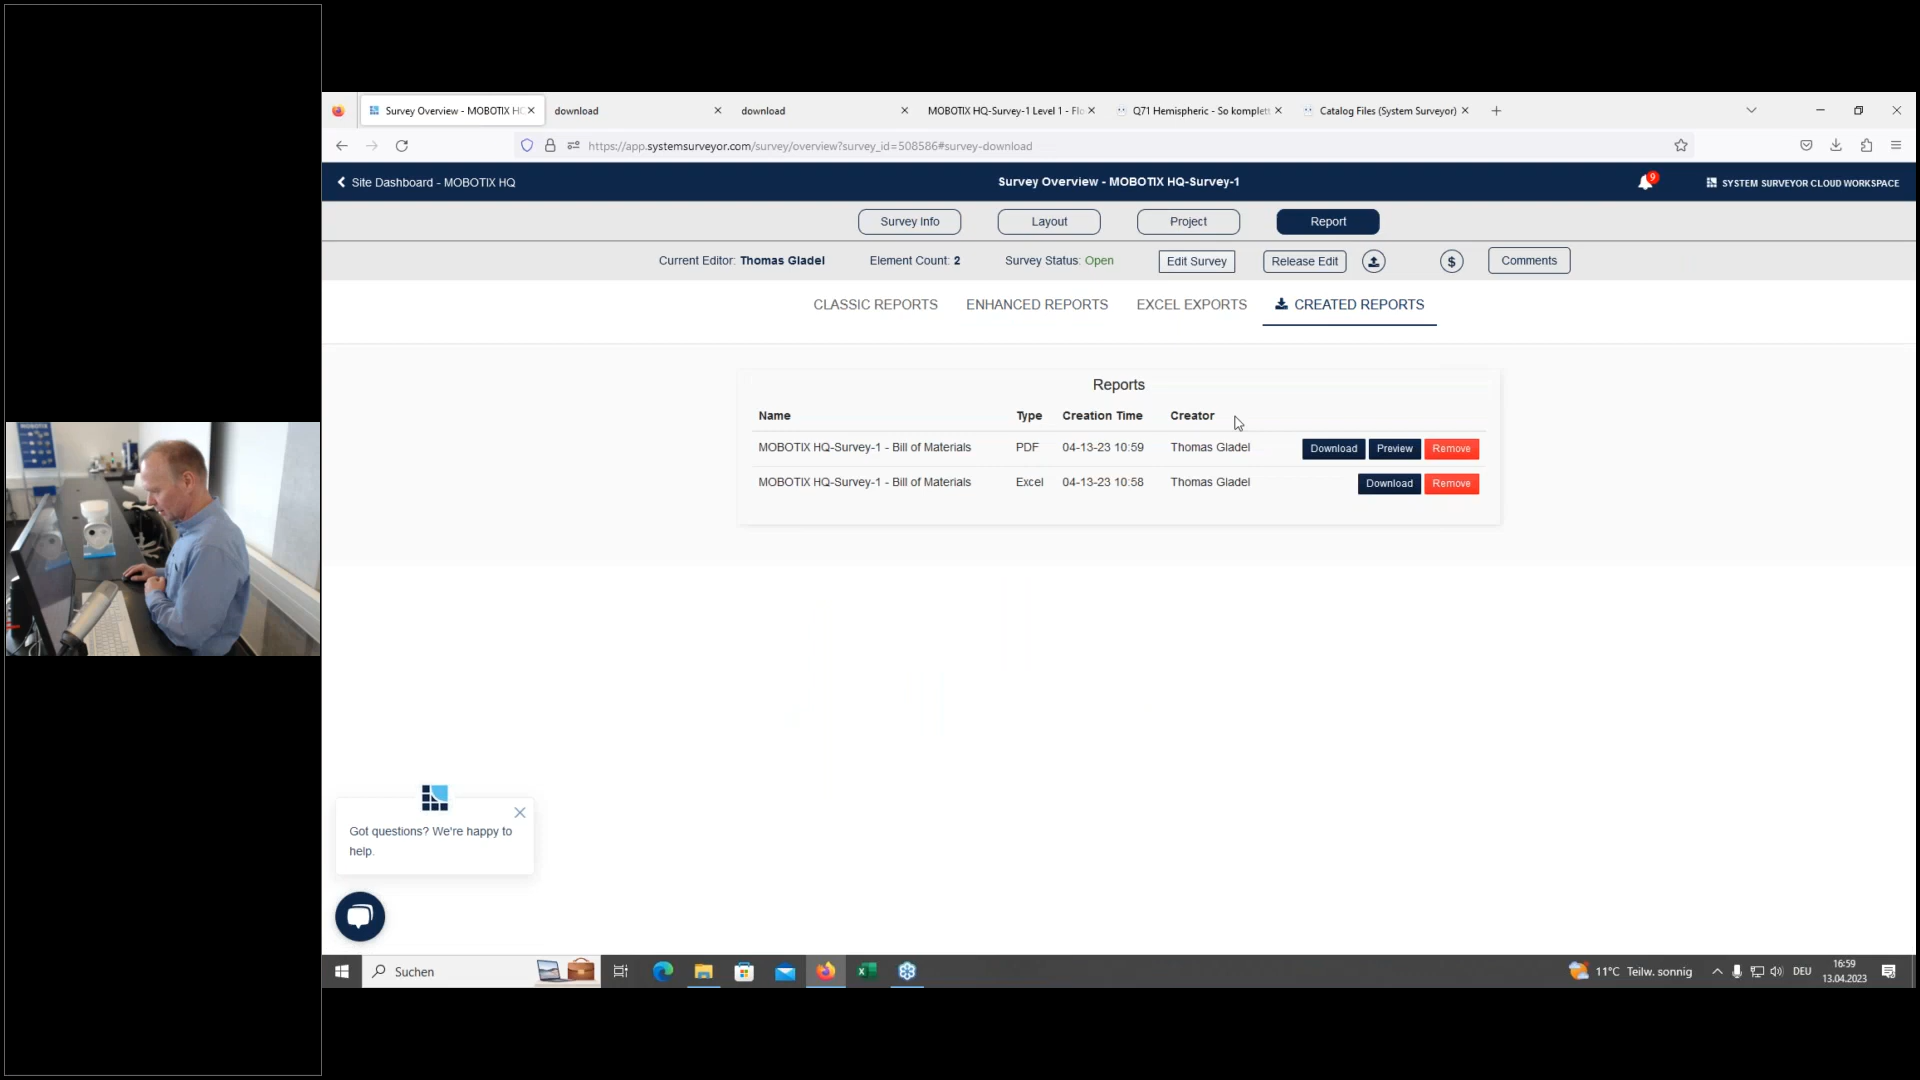 Survey Overview - MOBOTIX HC
download
download
MOBOTIX HQ-Survey-1 Level 1 - Flo
Q71 Hemispheric - So komplett
Catalog Files (System Surveyor)
https://app.systemsurveyor.com/survey/overview?survey_id=508586#survey-download
Site Dashboard - MOBOTIX HQ
Survey Overview - MOBOTIX HQ-Survey-1
9
SYSTEM SURVEYOR CLOUD WORKSPACE
Survey Info
Layout
Project
Report
Current Editor: Thomas Gladel
Element Count: 2
Survey Status: Open
Edit Survey
Release Edit
$
Comments
CLASSIC REPORTS
ENHANCED REPORTS
EXCEL EXPORTS
CREATED REPORTS
Reports
Name Type Creation Time Creator
MOBOTIX HQ-Survey-1 - Bill of Materials PDF 04-13-23 10:59 Thomas Gladel Download Preview Remove
MOBOTIX HQ-Survey-1 - Bill of Materials Excel 04-13-23 10:58 Thomas Gladel Download Remove
MOBOTIX
Got questions? We're happy to
help.
Suchen
11°C Teilw. sonnig
DEU
16:59
13.04.2023